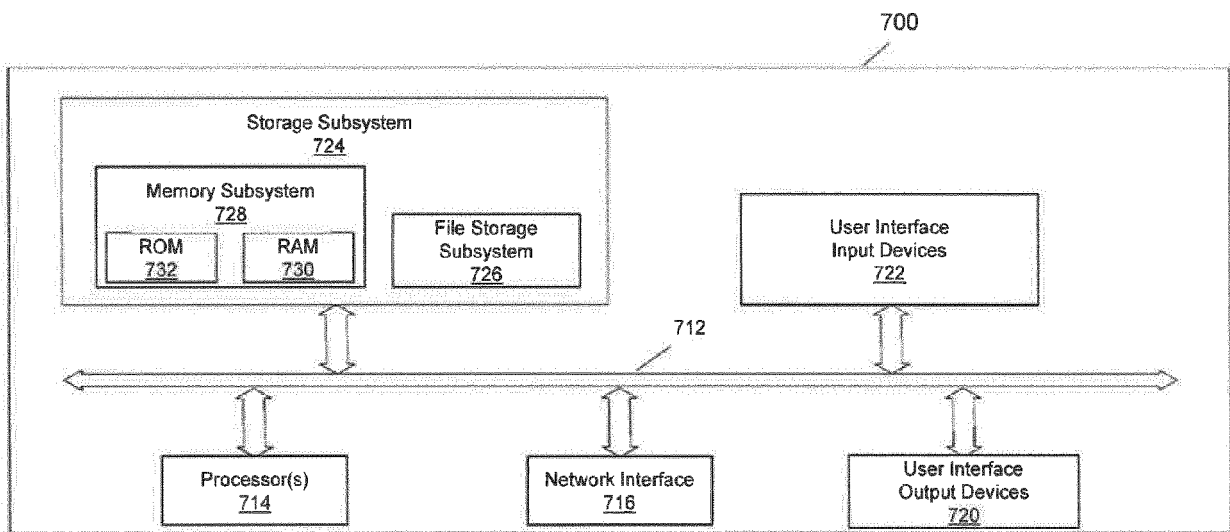 700
Storage Subsystem
724
Memory Subsystem
728
ROM
732
RAM
730
File Storage
Subsystem
726
User Interface
Input Devices
722
712
Processor(s)
714
Network Interface
716
User Interface
Output Devices
720